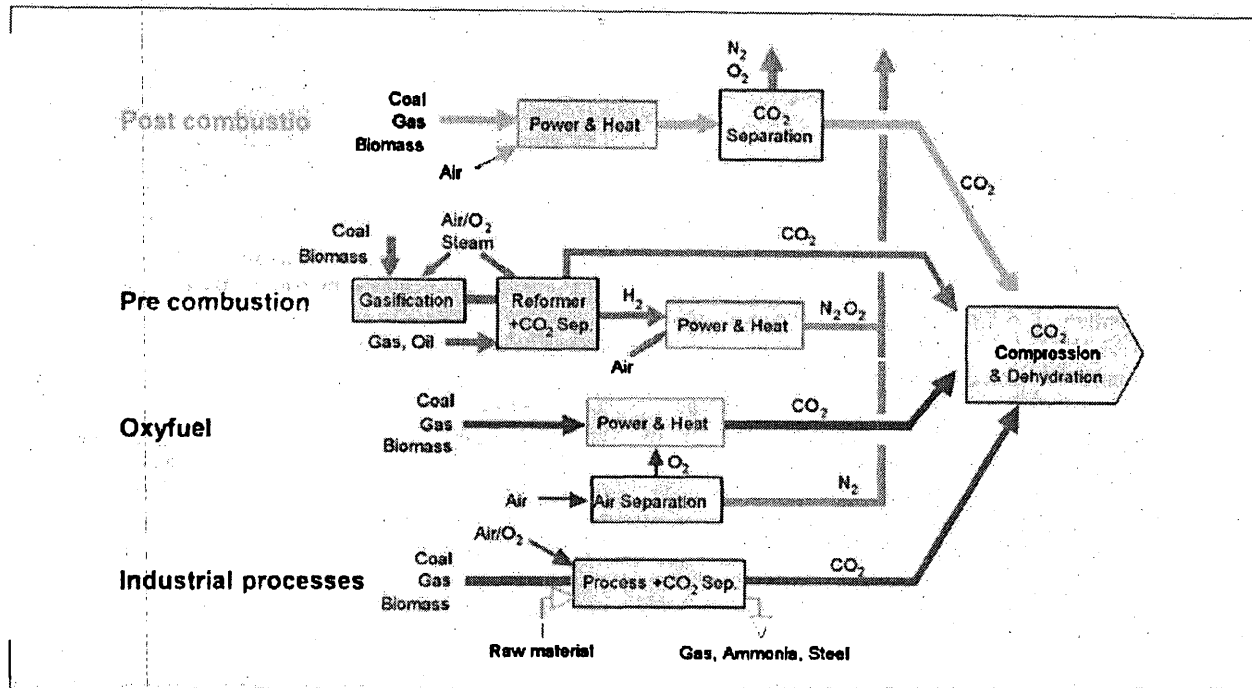 N₂
O₂
Post combustio
Coal
Gas
Biomass
Air
Power & Heat
CO₂
Separation
CO₂
Pre combustion
Coal
Biomass
Air/O₂
Steam
Gasification
Gas, Oil
Reformer
+CO₂ Sep.
CO₂
H₂
Air
Power & Heat
N₂O₂
CO₂
Compression
& Dehydration
Oxyfuel
Coal
Gas
Biomass
Power & Heat
CO₂
O₂
Air
Air Separation
N₂
Industrial processes
Air/O₂
Coal
Gas
Biomass
Process +CO₂ Sep.
CO₂
Raw material
Gas, Ammonia, Steel